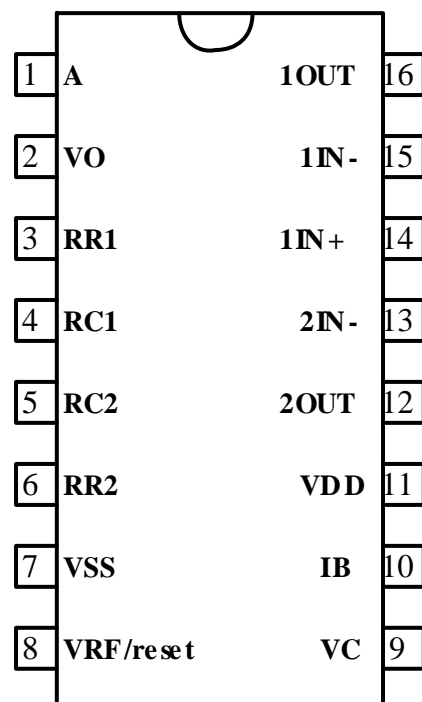 1 A 1OUT 16
2 VO 1IN- 15
3 RR1 1IN+ 14
4 RC1 2IN- 13
5 RC2 2OUT 12
6 RR2 VDD 11
7 VSS IB 10
8 VRF/reset VC 9